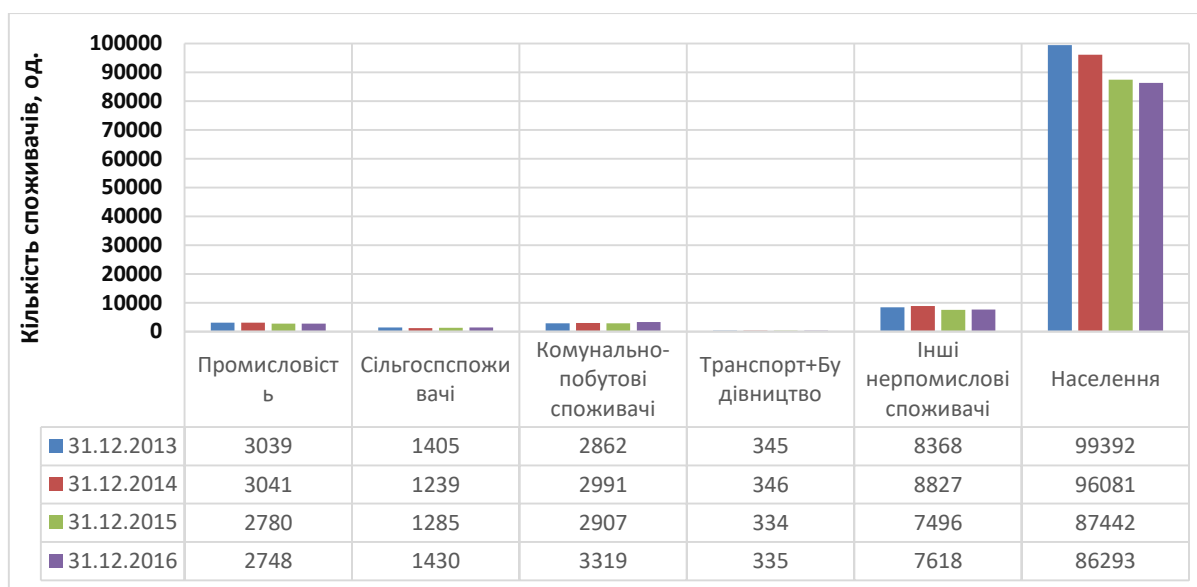 Кількість споживачів, од.
100000
90000
80000
70000
60000
50000
40000
30000
20000
10000
0
Промисловіст
ь
Сільгоспспожи
вачі
Комунально-
побутові
споживачі
Транспорт+Бу
дівництво
Інші
нерпомислові
споживачі
Населення
31.12.2013 3039 1405 2862 345 8368 99392
31.12.2014 3041 1239 2991 346 8827 96081
31.12.2015 2780 1285 2907 334 7496 87442
31.12.2016 2748 1430 3319 335 7618 86293